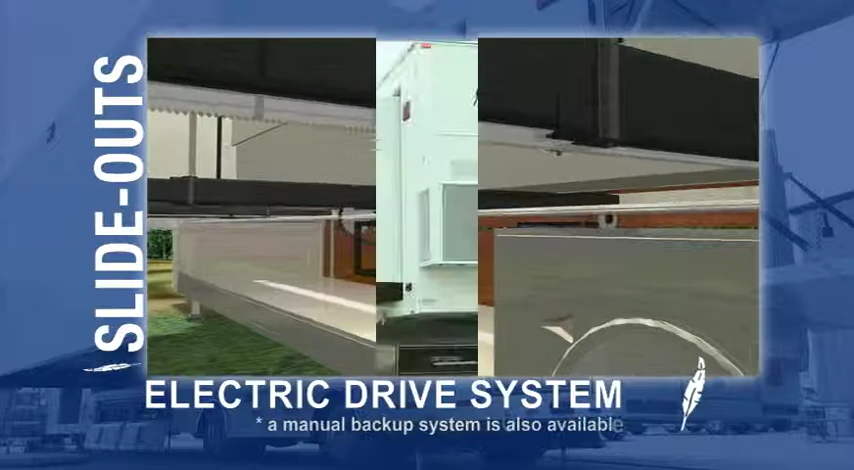 SLIDE-OUTS
ELECTRIC DRIVE SYSTEM
* a manual backup system is also available